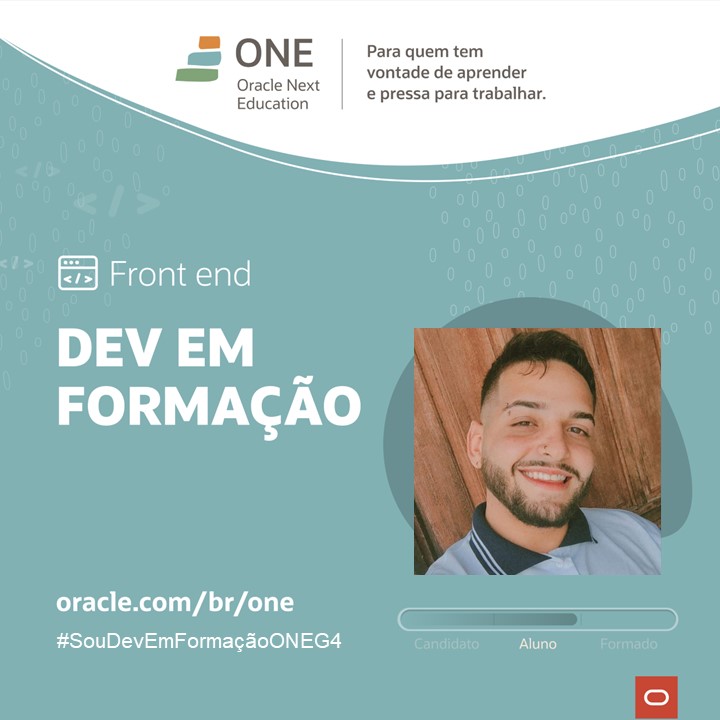 ONE
Oracle Next
Education
Para quem tem
vontade de aprender
e pressa para trabalhar.
</>
</>
</>
</>
Front end
DEV EM
FORMAÇÃO
oracle.com/br/one
#SouDevEmFormaçãoONEG4
Candidato Aluno Formado